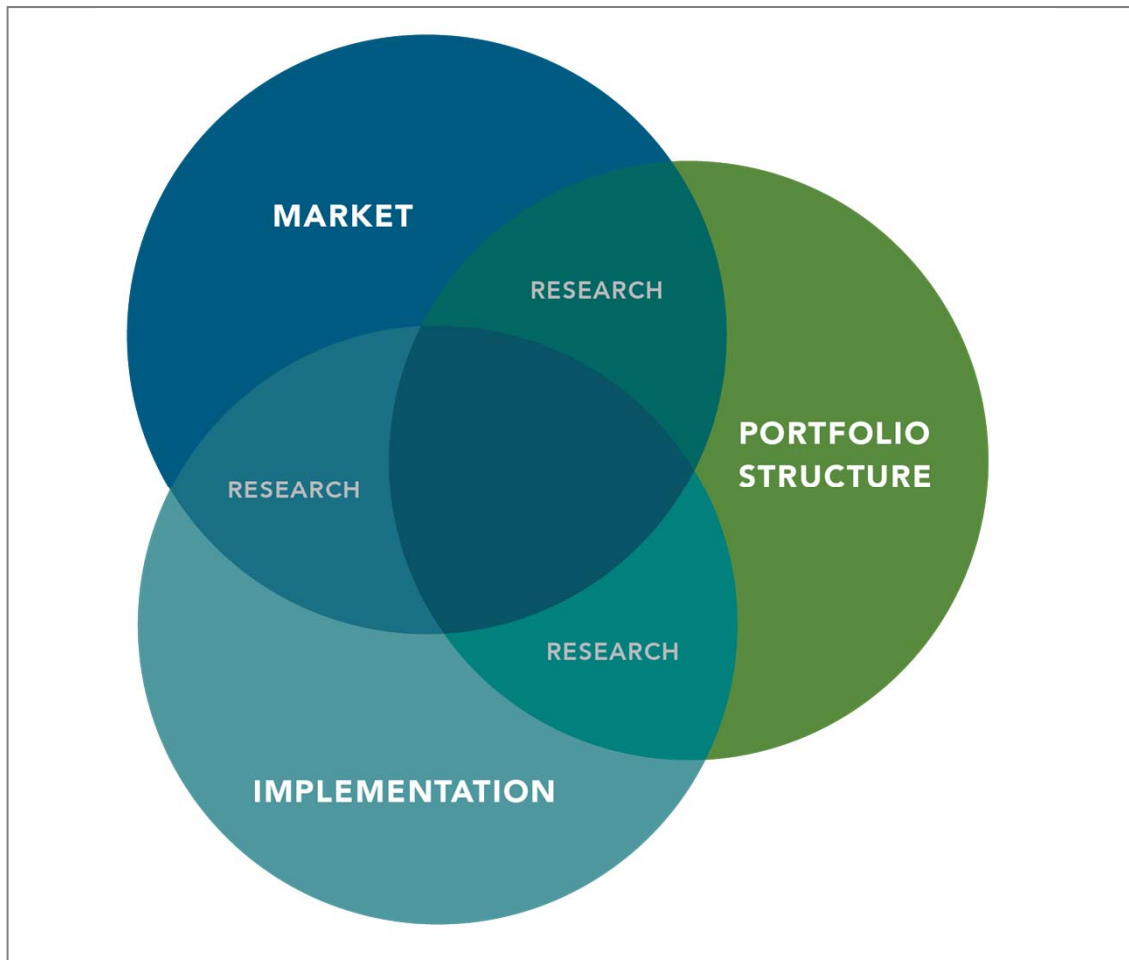 MARKET
RESEARCH
PORTFOLIO
STRUCTURE
RESEARCH
RESEARCH
IMPLEMENTATION